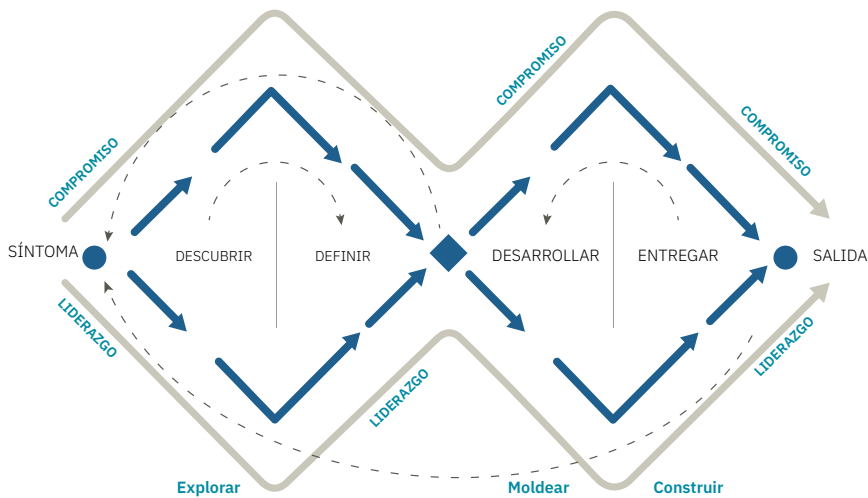 COMPROMISO
COMPROMISO
COMPROMISO
SÍNTOMA
DESCUBRIR
DEFINIR
DESARROLLAR
ENTREGAR
SALIDA
LIDERAZGO
LIDERAZGO
LIDERAZGO
Explorar
Moldear
Construir